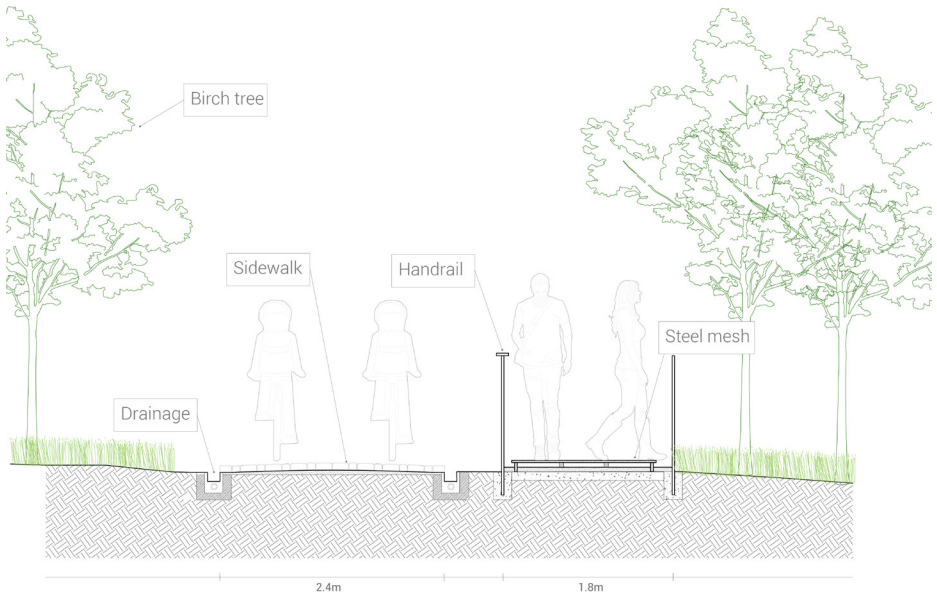 Birch tree
Sidewalk
Handrail
Steel mesh
Drainage
2.4m
1.8m